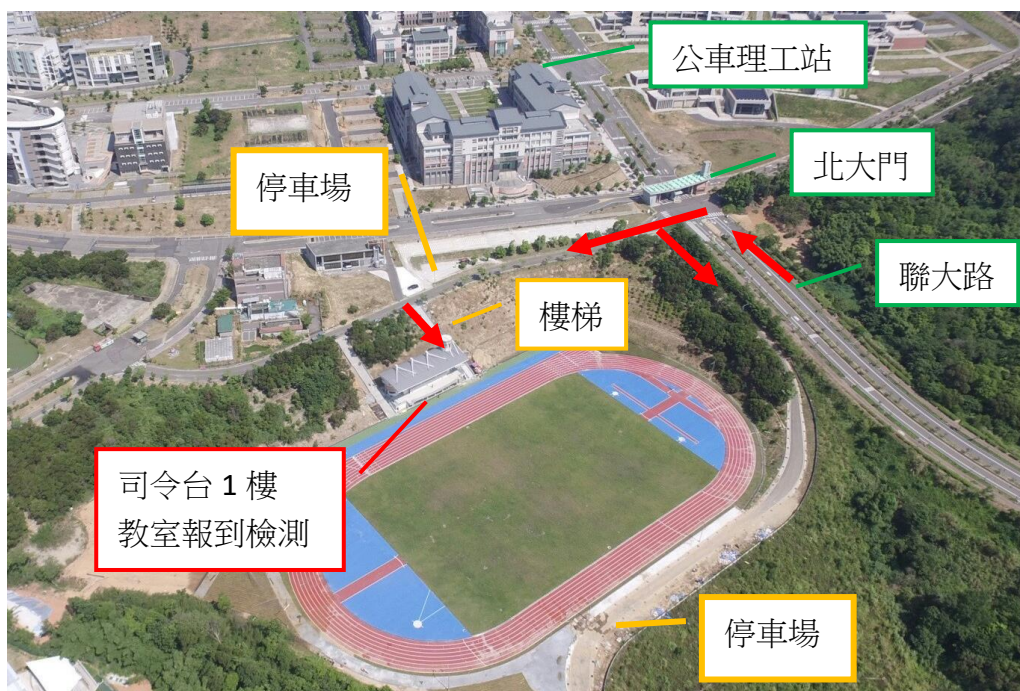 公車理工站
北大門
停車場
聯大路
樓梯
司令台 1 樓
教室報到檢測
停車場